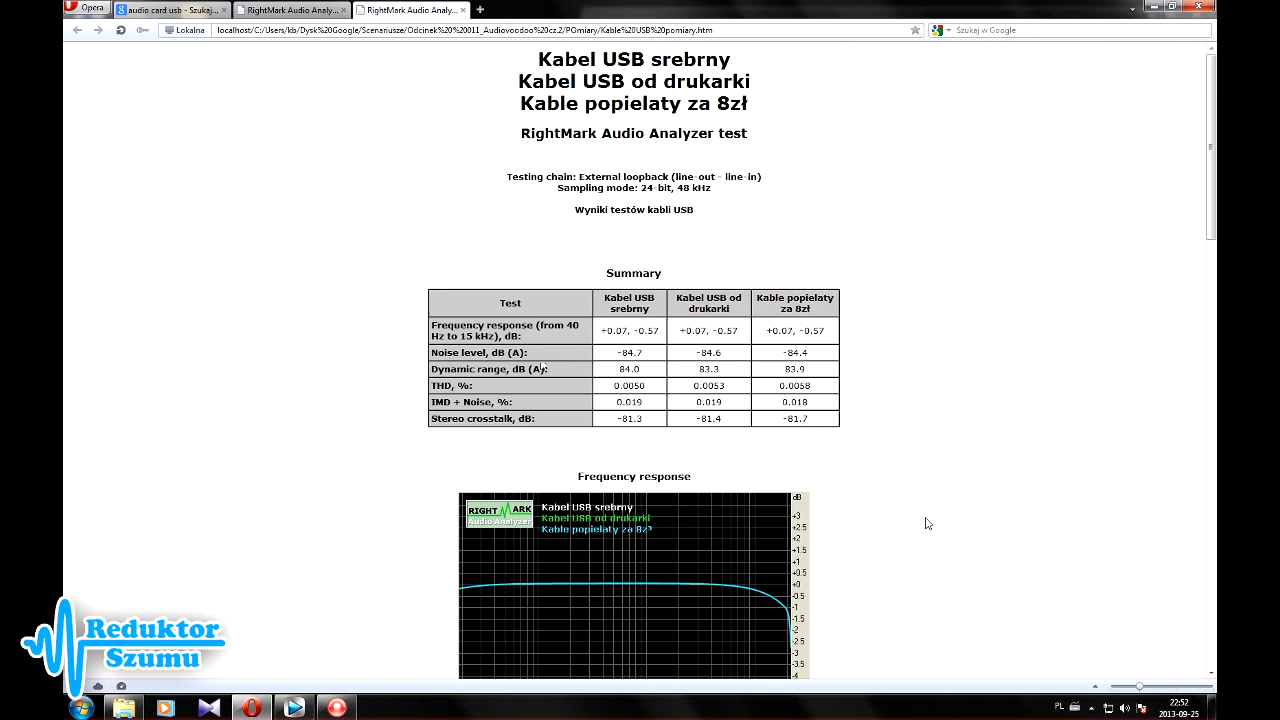 Opera
audio card usb - Szukaj...
RightMark Audio Analy...
RightMark Audio Analy...
Lokalna
localhost/C:/Users/kb/Dysk%20Google/Scenariusze/Odcinek%20%20011_Audiovoodoo%20cz.2/POmiary/Kable%20USB%20pomiary.htm
Szukaj w Google
Kabel USB srebrny
Kabel USB od drukarki
Kable popielaty za 8zł
RightMark Audio Analyzer test
Testing chain: External loopback (line-out - line-in)
Sampling mode: 24-bit, 48 kHz
Wyniki testów kabli USB
Summary
Test Kabel USB srebrny Kabel USB od drukarki Kable popielaty za 8zł
Frequency response (from 40 Hz to 15 kHz), dB: +0.07, -0.57 +0.07, -0.57 +0.07, -0.57
Noise level, dB (A): -84.7 -84.6 -84.4
Dynamic range, dB (A): 84.0 83.3 83.9
THD, %: 0.0050 0.0053 0.0058
IMD + Noise, %: 0.019 0.019 0.018
Stereo crosstalk, dB: -81.3 -81.4 -81.7
Frequency response
RIGHT MARK
Audio Analyzer
Kabel USB srebrny
Kabel USB od drukarki
Kable popielaty za 8z³
dB
+3
+2.5
+2
+1.5
+1
+0.5
+0
-0.5
-1
-1.5
-2
-2.5
-3
-3.5
-4
Reduktor
Szumu
PL
22:52
2013-09-25